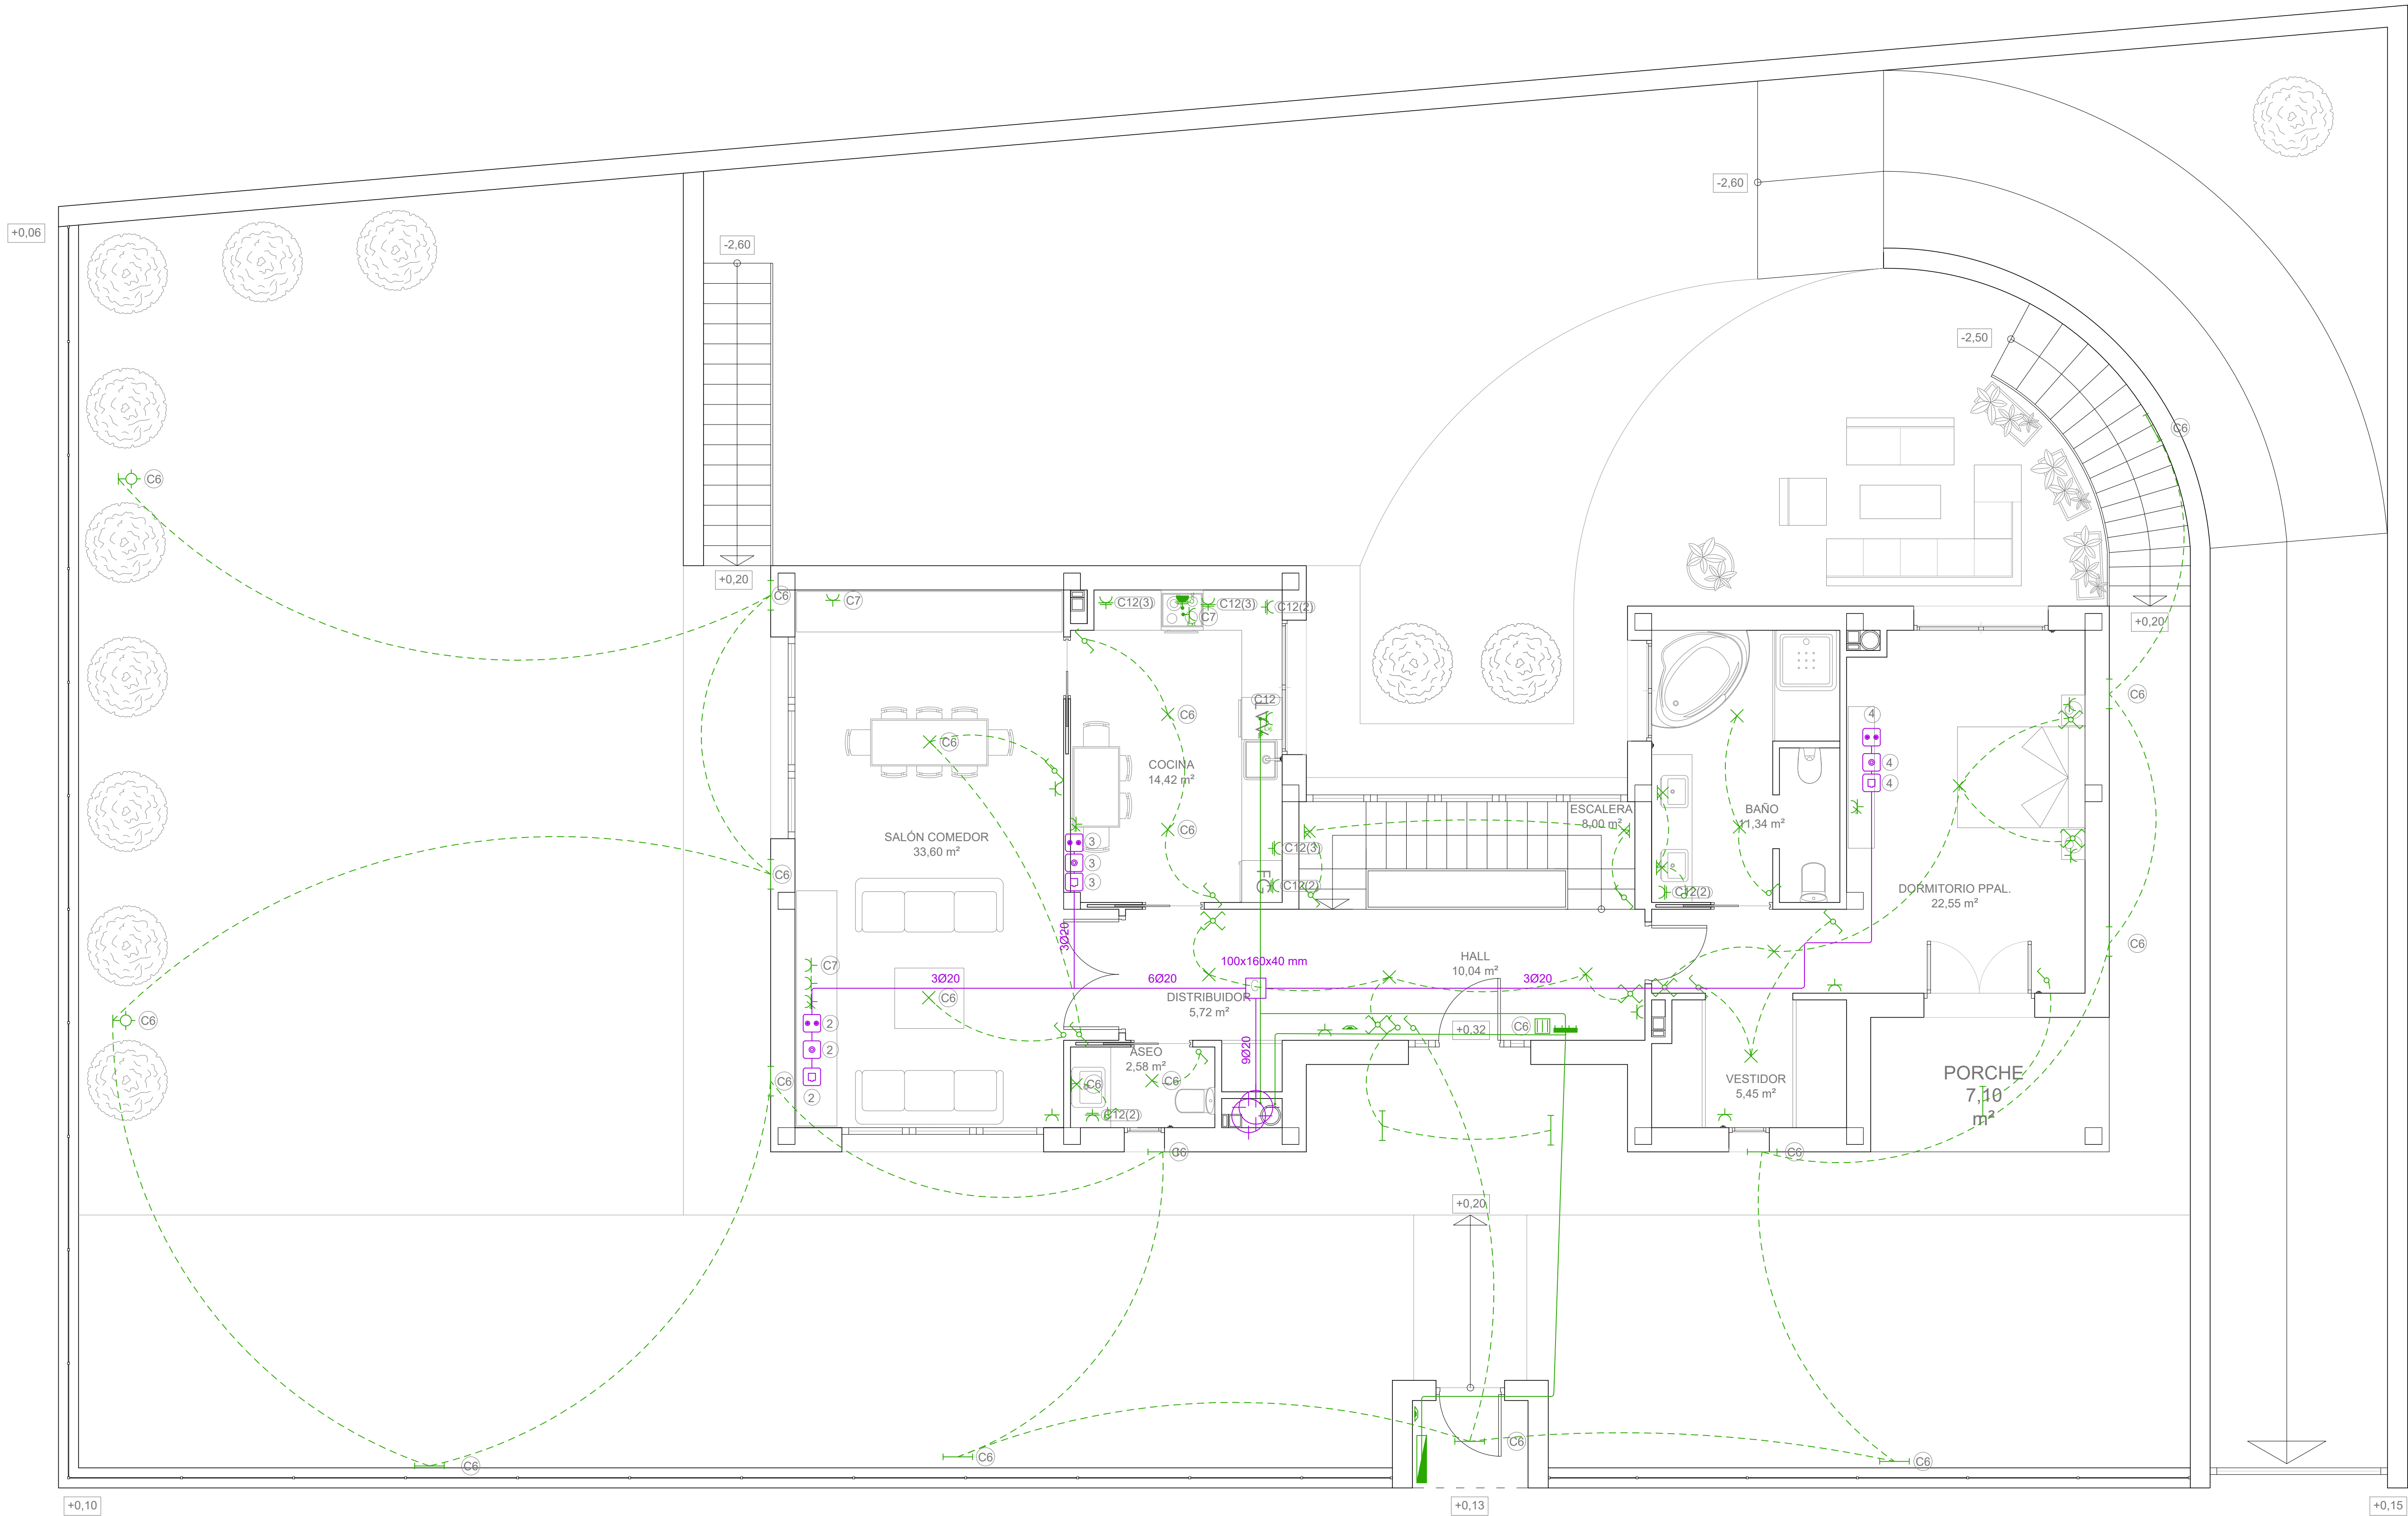 -2,60
+0,06
-2,60
-2,50
C6
C6
+0,20
C6
C7
C12(3)
C12(3)
C12(2)
C7
+0,20
C6
C12
C6
C6
4
COCINA
14,42 m²
4
4
ESCALERA
8,00 m²
BAÑO
11,34 m²
SALÓN COMEDOR
33,60 m²
C6
3
3
3
C12(3)
C12(2)
FG
C12(2)
C6
DORMITORIO PPAL.
22,55 m²
3Ø20
C6
C7
100x160x40 mm
HALL
10,04 m²
3Ø20
6Ø20
3Ø20
C6
DISTRIBUIDOR
5,72 m²
C6
2
C6
+0,32
2
9Ø20
ASEO
2,58 m²
C6
C6
C6
VESTIDOR
5,45 m²
PORCHE
7,10
m²
2
C12(2)
C6
C6
+0,20
C6
C6
C6
C6
+0,10
+0,13
+0,15